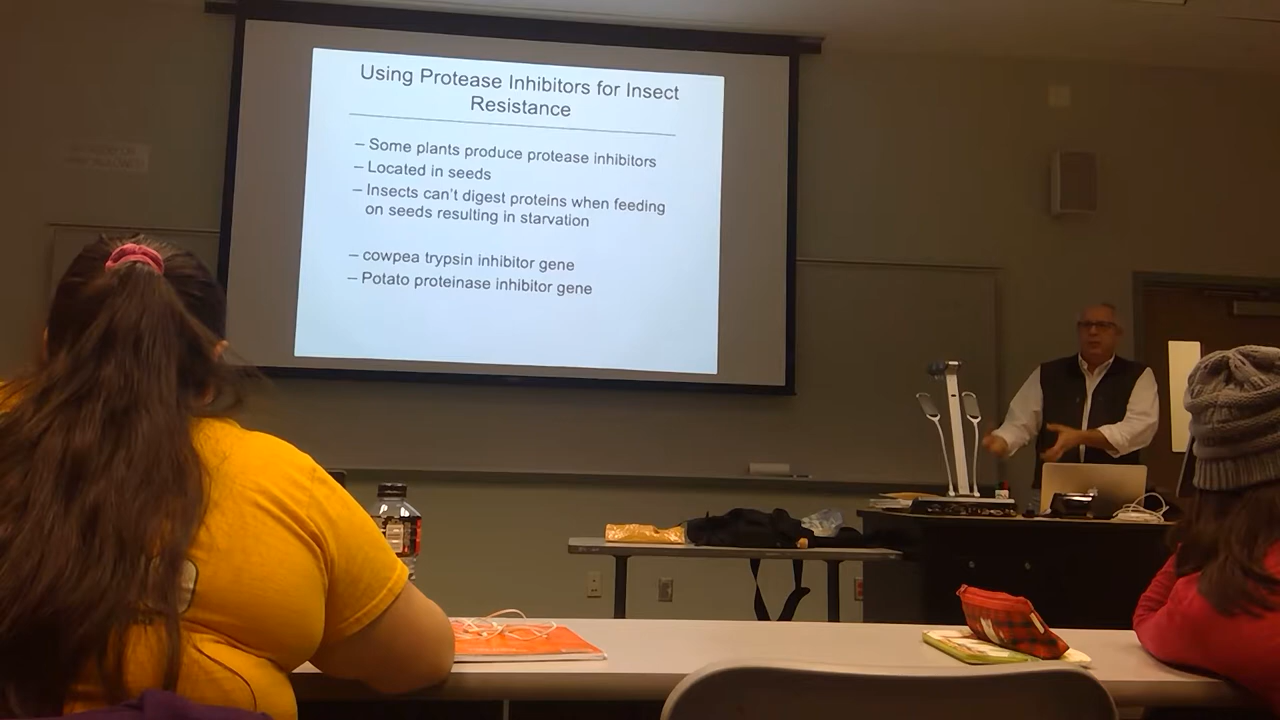 Using Protease Inhibitors for Insect
Resistance
– Some plants produce protease inhibitors
– Located in seeds
– Insects can't digest proteins when feeding
on seeds resulting in starvation
– cowpea trypsin inhibitor gene
– Potato proteinase inhibitor gene